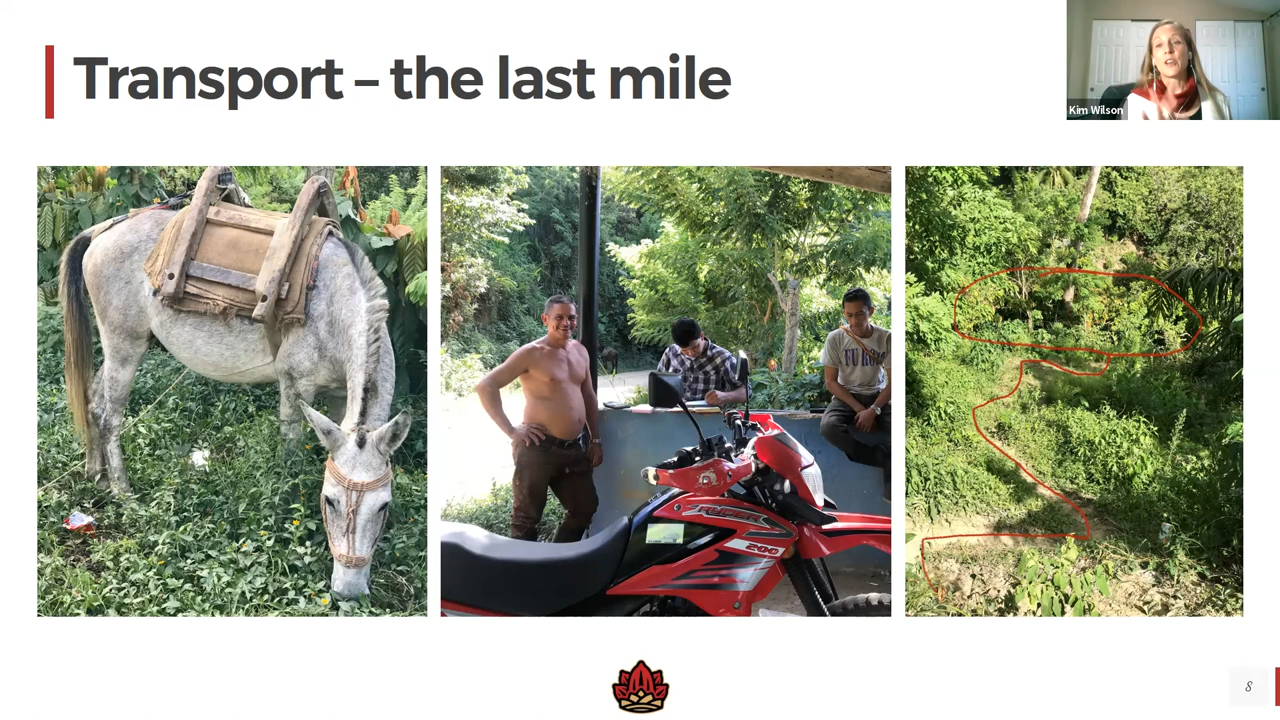 Transport – the last mile
Kim Wilson
200
8